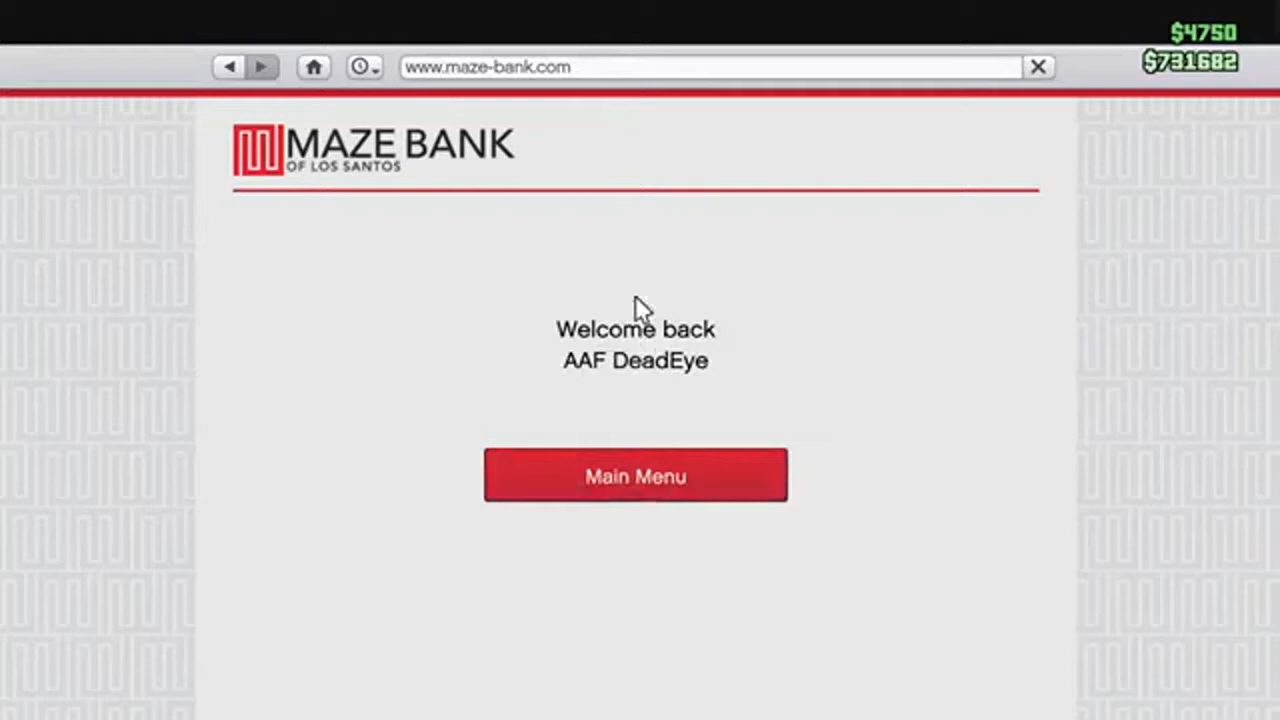 $4750
$731682
www.maze-bank.com
MAZE BANK
OF LOS SANTOS
Welcome back
AAF DeadEye
Main Menu